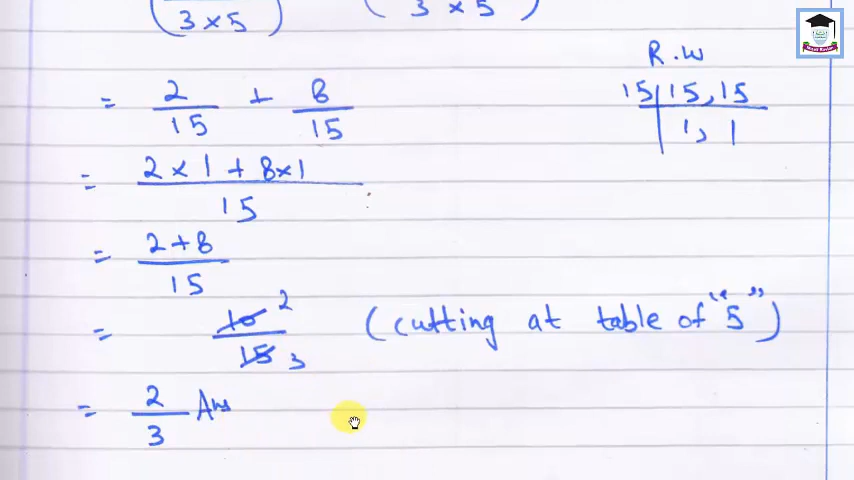 3 × 5 ) ( 3 × 5 )
R.W
= 2/15 + 8/15
15 | 15, 15
1, 1
= 2 × 1 + 8 × 1 / 15
= 2 + 8 / 15
= 10 2 / 15 3 (cutting at table of "5")
= 2/3 Ans